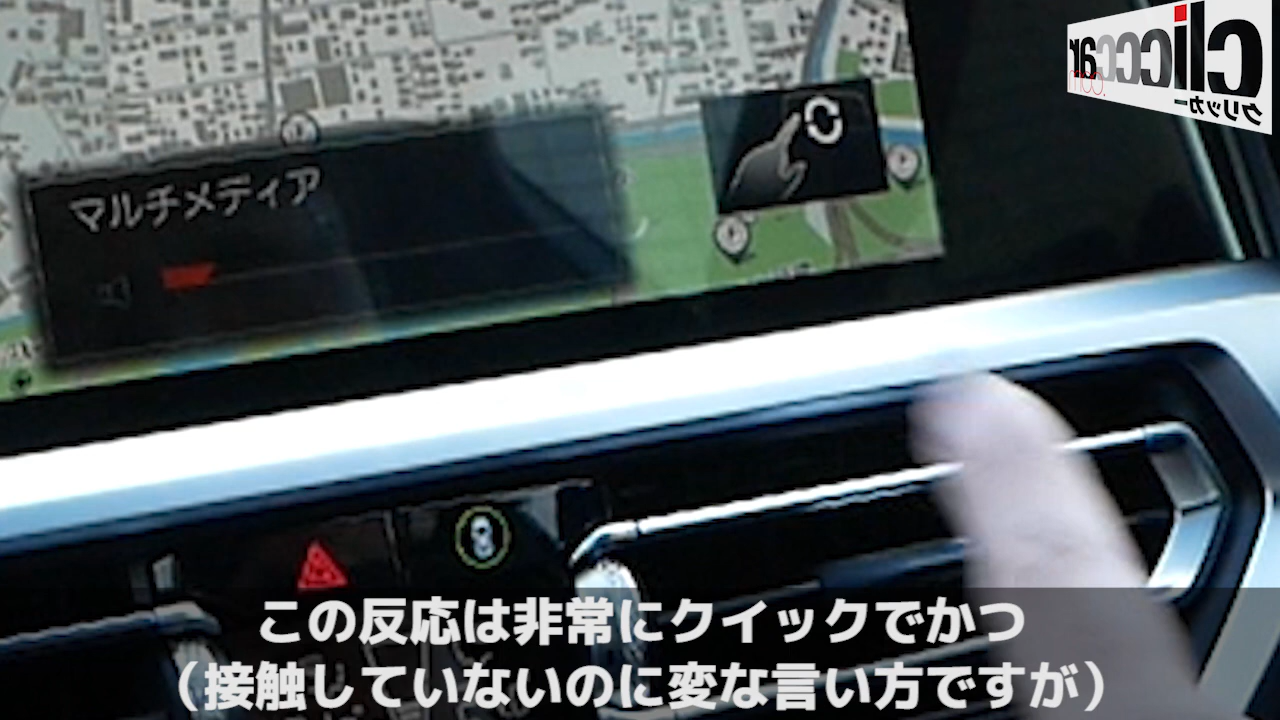 cliccar
.com
クリッカー
マルチメディア
この反応は非常にクイックでかつ
（接触していないのに変な言い方ですが）